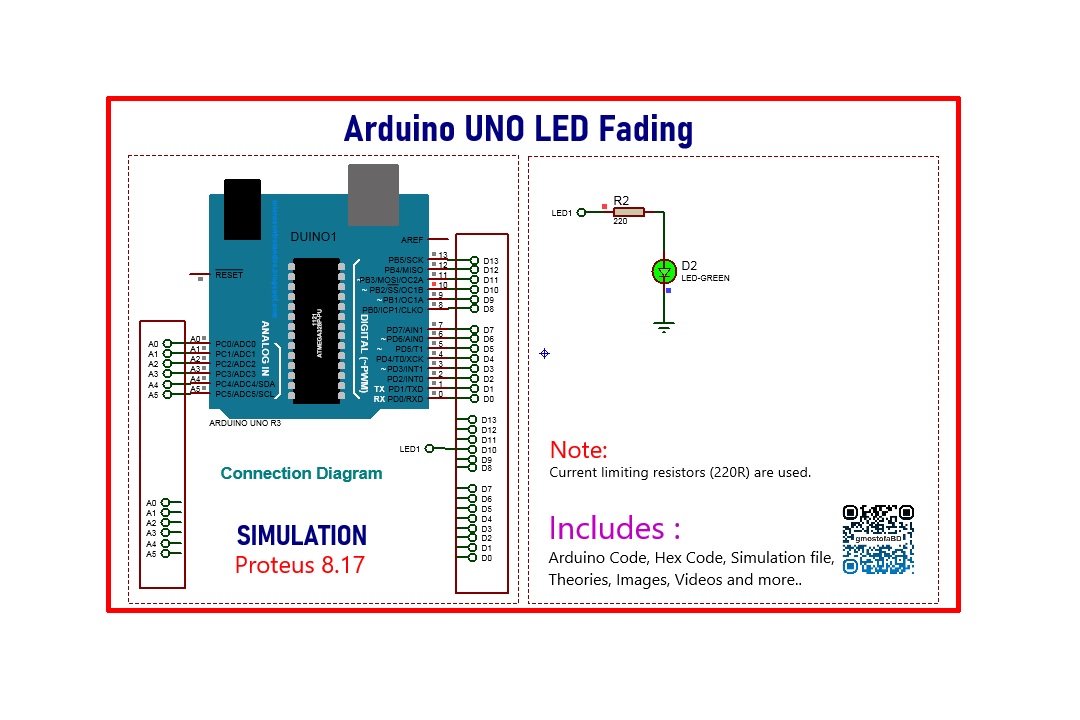 Arduino UNO LED Fading
DUINO1
AREF
RESET
PB5/SCK 13 D13
PB4/MISO 12 D12
~PB3/MOSI/OC2A 11 D11
~ PB2/SS/OC1B 10 D10
~ PB1/OC1A 9 D9
PB0/ICP1/CLKO 8 D8
PD7/AIN1 7 D7
~ PD6/AIN0 6 D6
~ PD5/T1 5 D5
PD4/T0/XCK 4 D4
~ PD3/INT1 3 D3
PD2/INT0 2 D2
TX PD1/TXD 1 D1
RX PD0/RXD 0 D0
DIGITAL (~PWM)
ANALOG IN
1121
ATMEGA328P-PU
A0 A0 PC0/ADC0
A1 A1 PC1/ADC1
A2 A2 PC2/ADC2
A3 A3 PC3/ADC3
A4 A4 PC4/ADC4/SDA
A5 A5 PC5/ADC5/SCL
ARDUINO UNO R3
D13
D12
D11
LED1 D10
D9
D8
D7
D6
D5
D4
D3
D2
D1
D0
A0
A1
A2
A3
A4
A5
Connection Diagram
SIMULATION
Proteus 8.17
LED1
R2
220
D2
LED-GREEN
Note:
Current limiting resistors (220R) are used.
Includes :
Arduino Code, Hex Code, Simulation file,
Theories, Images, Videos and more..
gmostofaBD